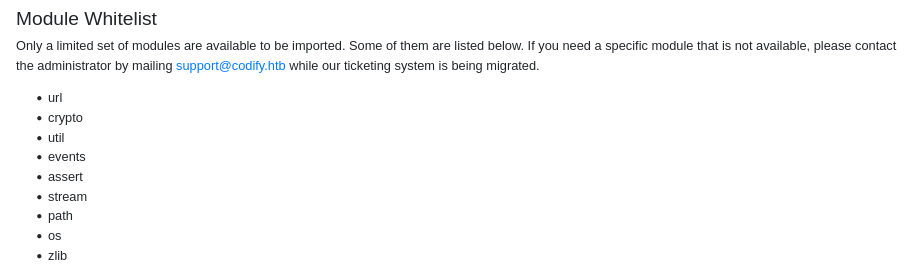 Module Whitelist
Only a limited set of modules are available to be imported. Some of them are listed below. If you need a specific module that is not available, please contact
the administrator by mailing support@codify.htb while our ticketing system is being migrated.
• url
• crypto
• util
• events
• assert
• stream
• path
• os
• zlib